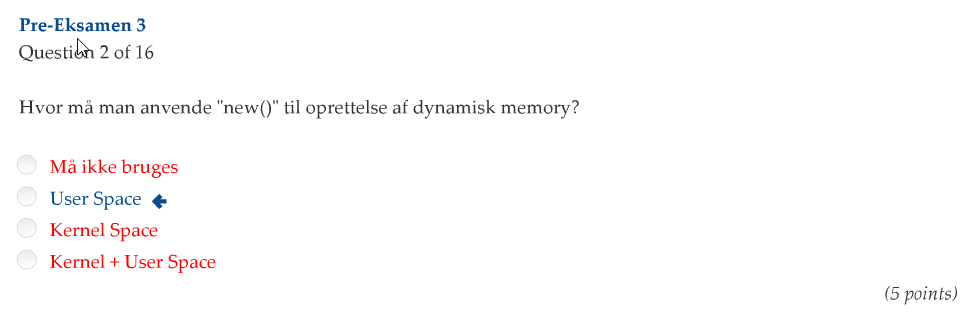 Pre-Eksamen 3
Question 2 of 16
Hvor må man anvende "new()" til oprettelse af dynamisk memory?
Må ikke bruges
User Space
Kernel Space
Kernel + User Space
(5 points)